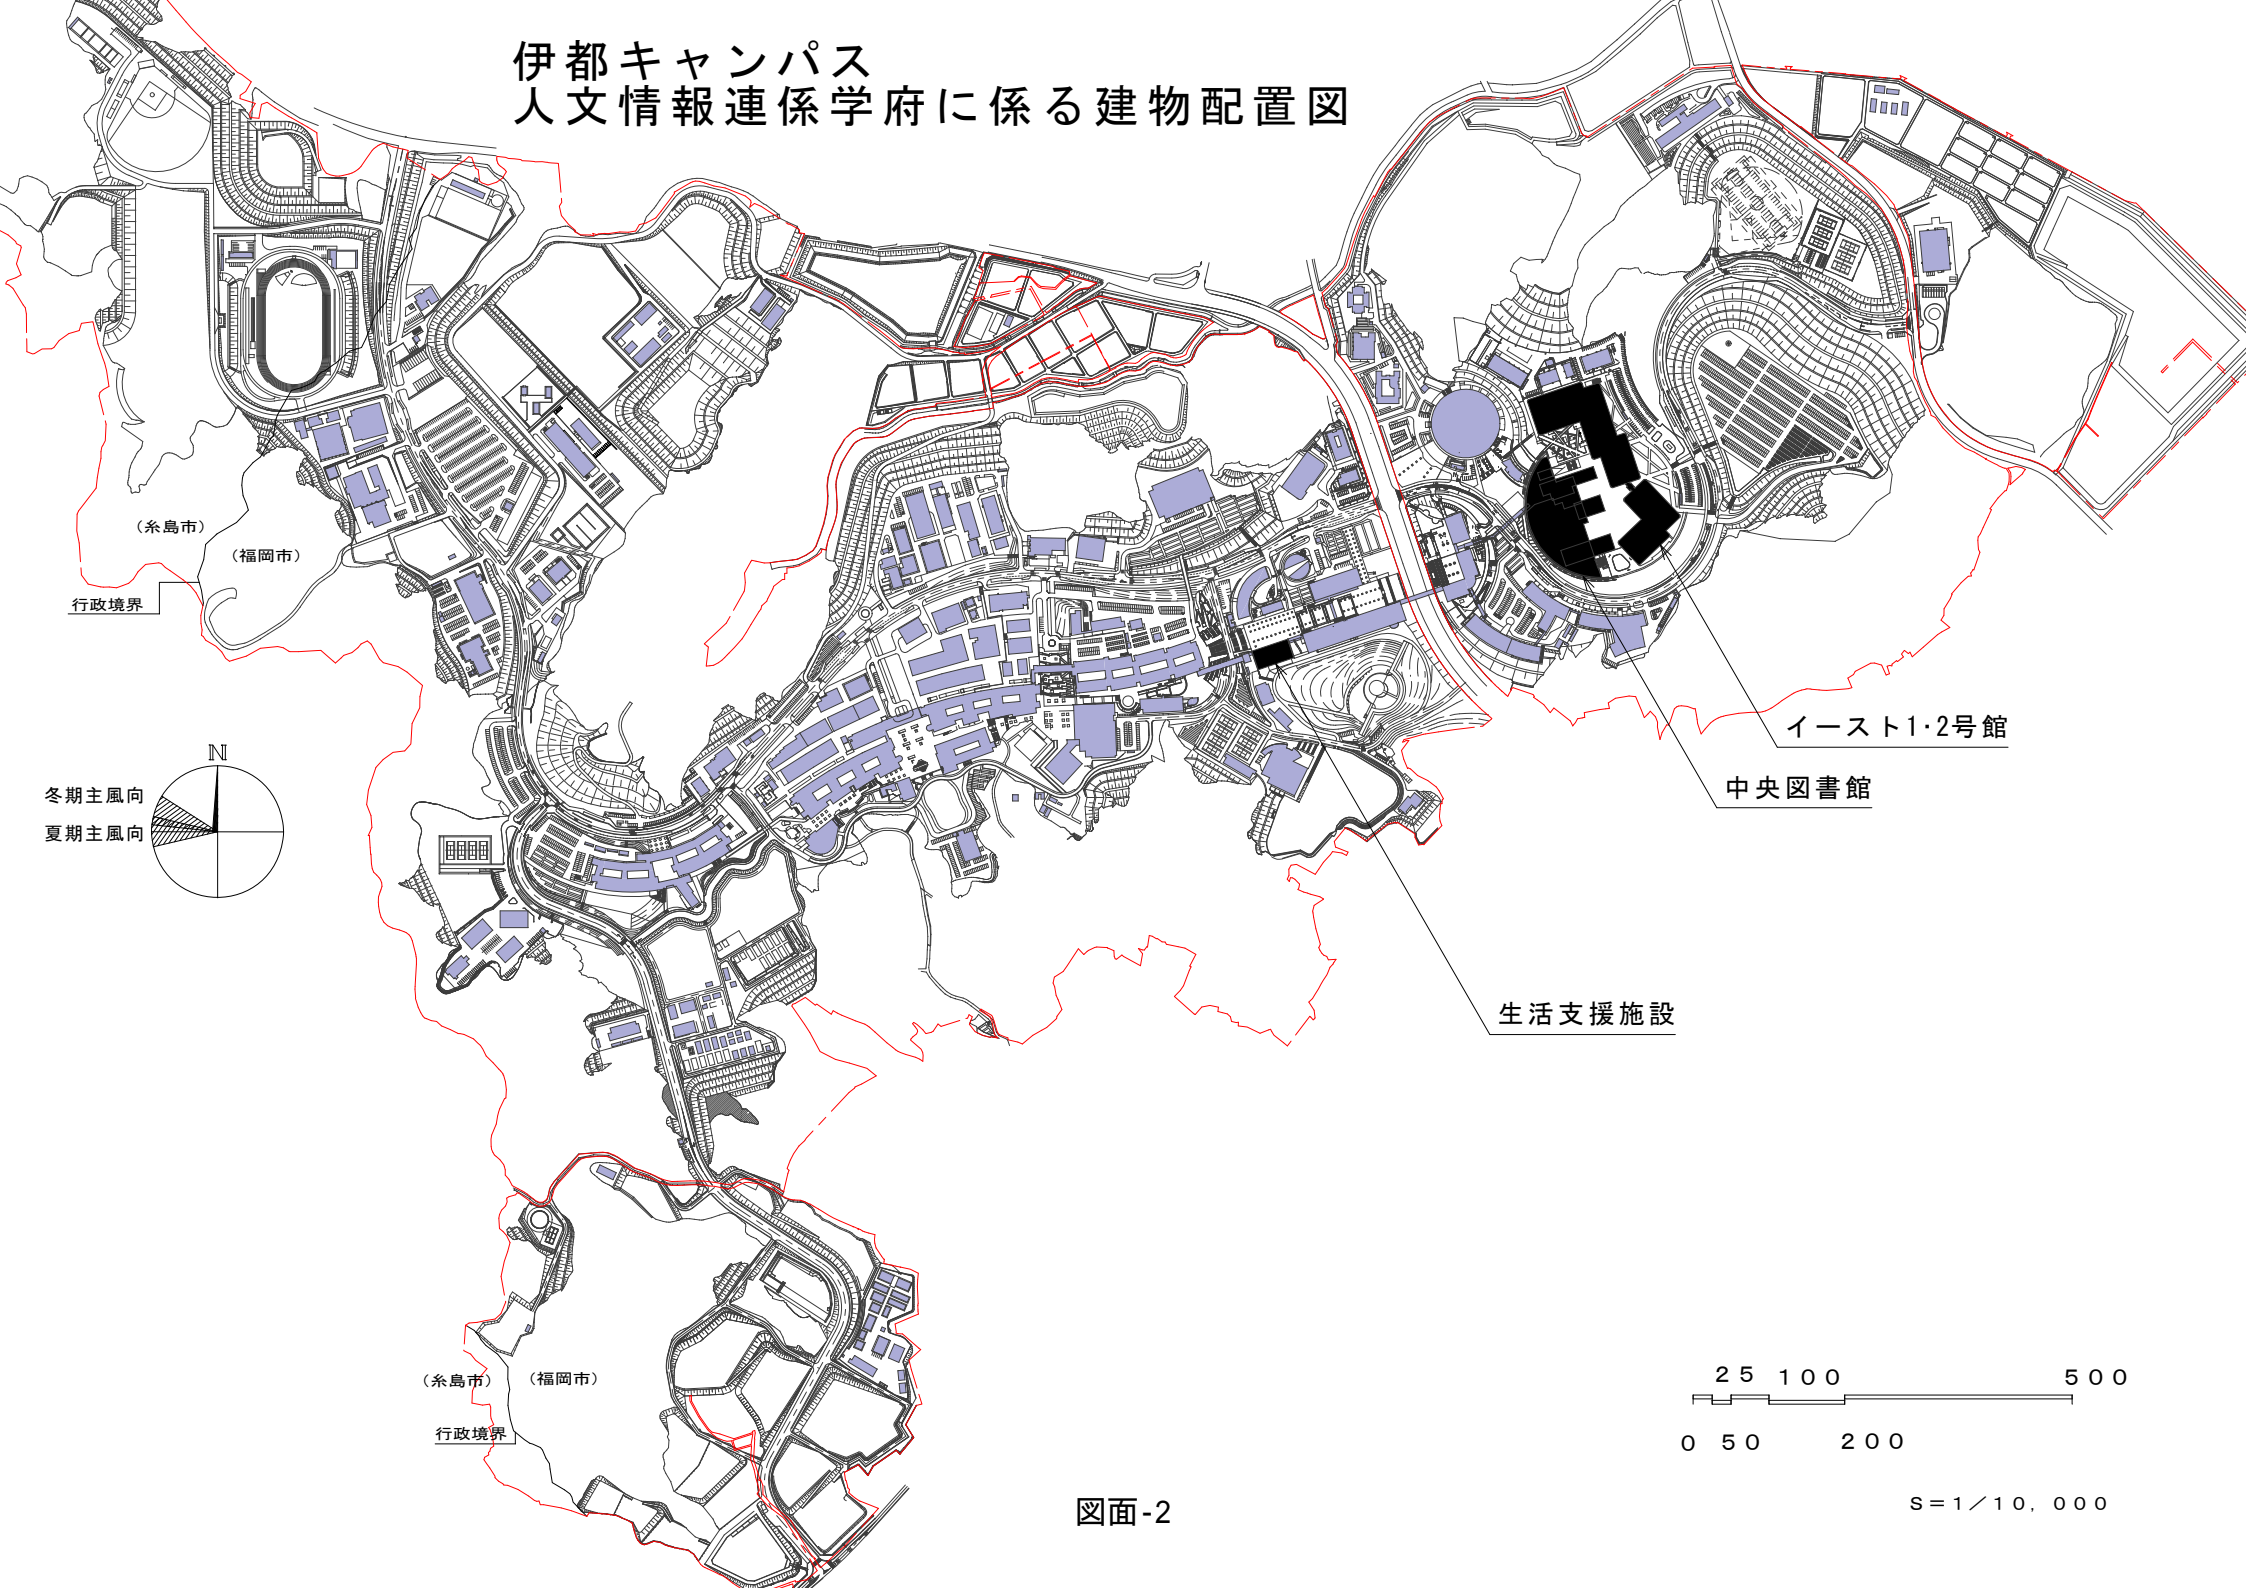 伊都キャンパス
人文情報連係学府に係る建物配置図
（糸島市）
（福岡市）
行政境界
N
冬期主風向
夏期主風向
イースト1・2号館
中央図書館
生活支援施設
（糸島市）
（福岡市）
行政境界
25 100 500
0 50 200
S＝1／10，000
図面-2